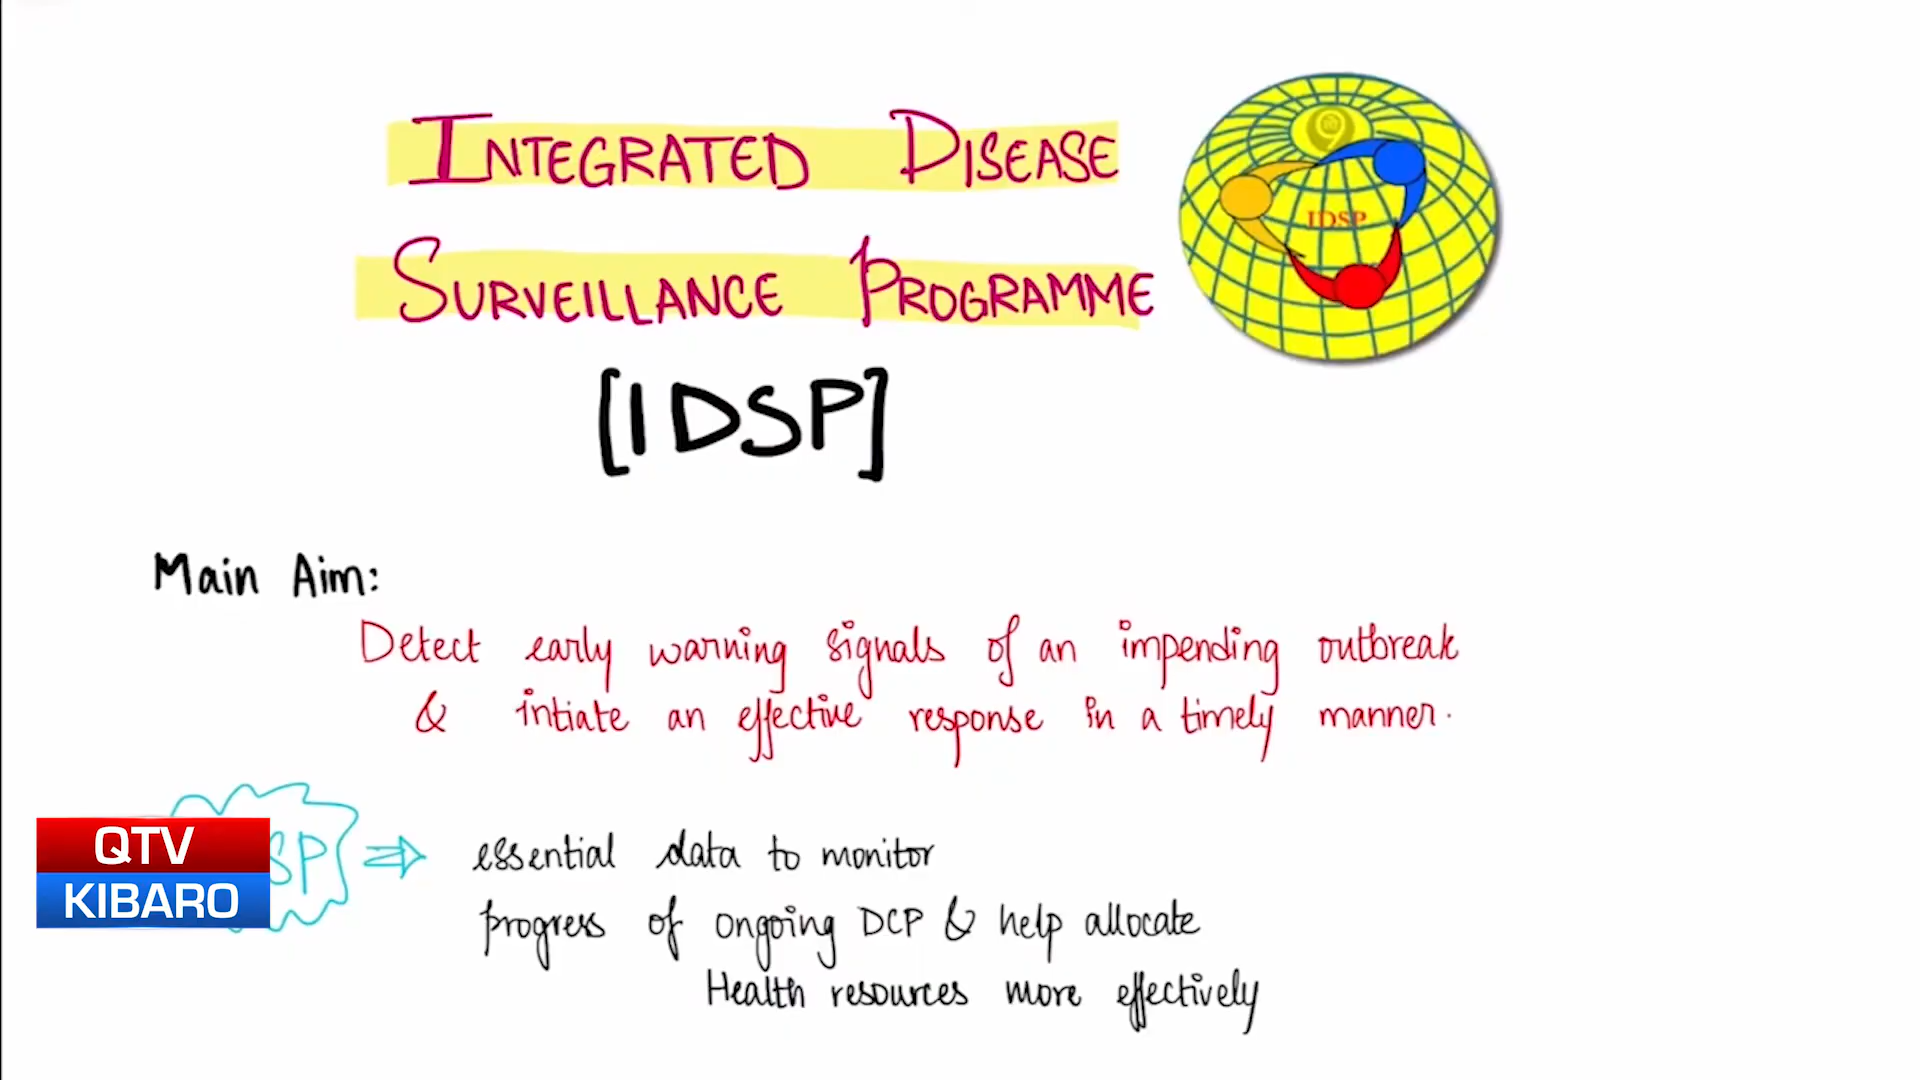 INTEGRATED DISEASE
SURVEILLANCE PROGRAMME
IDSP
[IDSP]
Main Aim:
Detect early warning signals of an impending outbreak
& intiate an effective response in a timely manner.
QTV
KIBARO
SP ⇒ essential data to monitor
progress of ongoing DCP & help allocate
Health resources more effectively